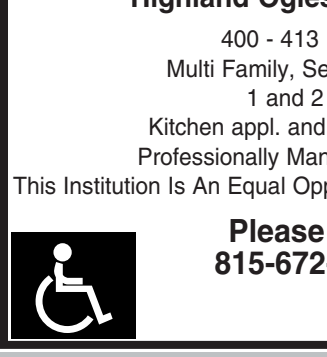 Highland Ogles
400 - 413
Multi Family, Se
1 and 2
Kitchen appl. and
Professionally Man
This Institution Is An Equal Opp
Please
815-672